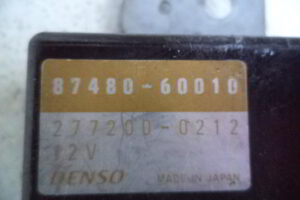 87480-60010
277200-0212
12V
DENSO MADE IN JAPAN